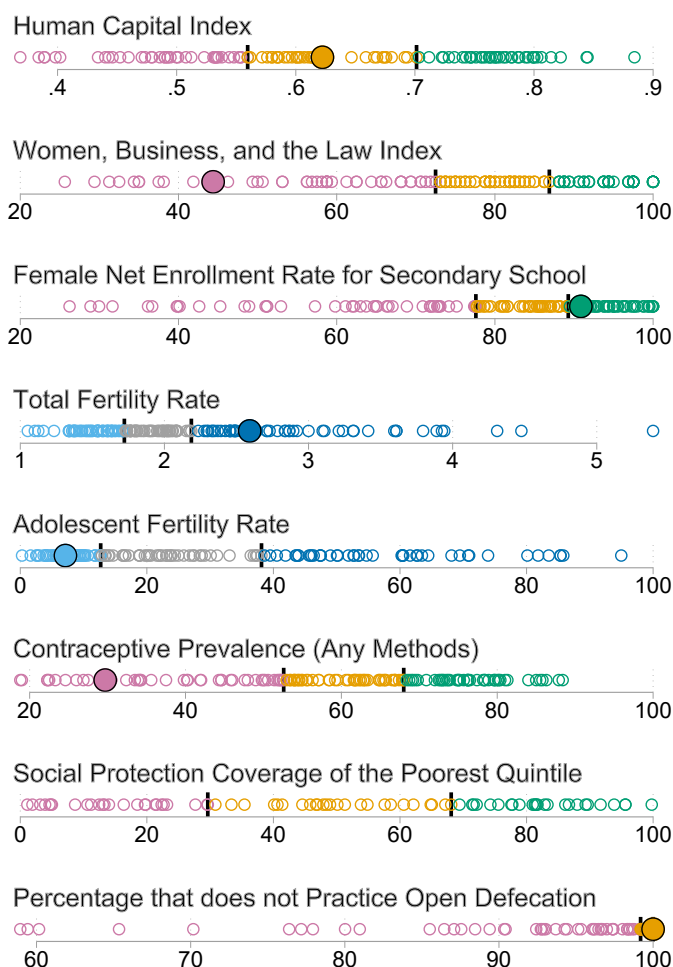 Human Capital Index
.4 .5 .6 .7 .8 .9
Women, Business, and the Law Index
20 40 60 80 100
Female Net Enrollment Rate for Secondary School
20 40 60 80 100
Total Fertility Rate
1 2 3 4 5
Adolescent Fertility Rate
0 20 40 60 80 100
Contraceptive Prevalence (Any Methods)
20 40 60 80 100
Social Protection Coverage of the Poorest Quintile
0 20 40 60 80 100
Percentage that does not Practice Open Defecation
60 70 80 90 100